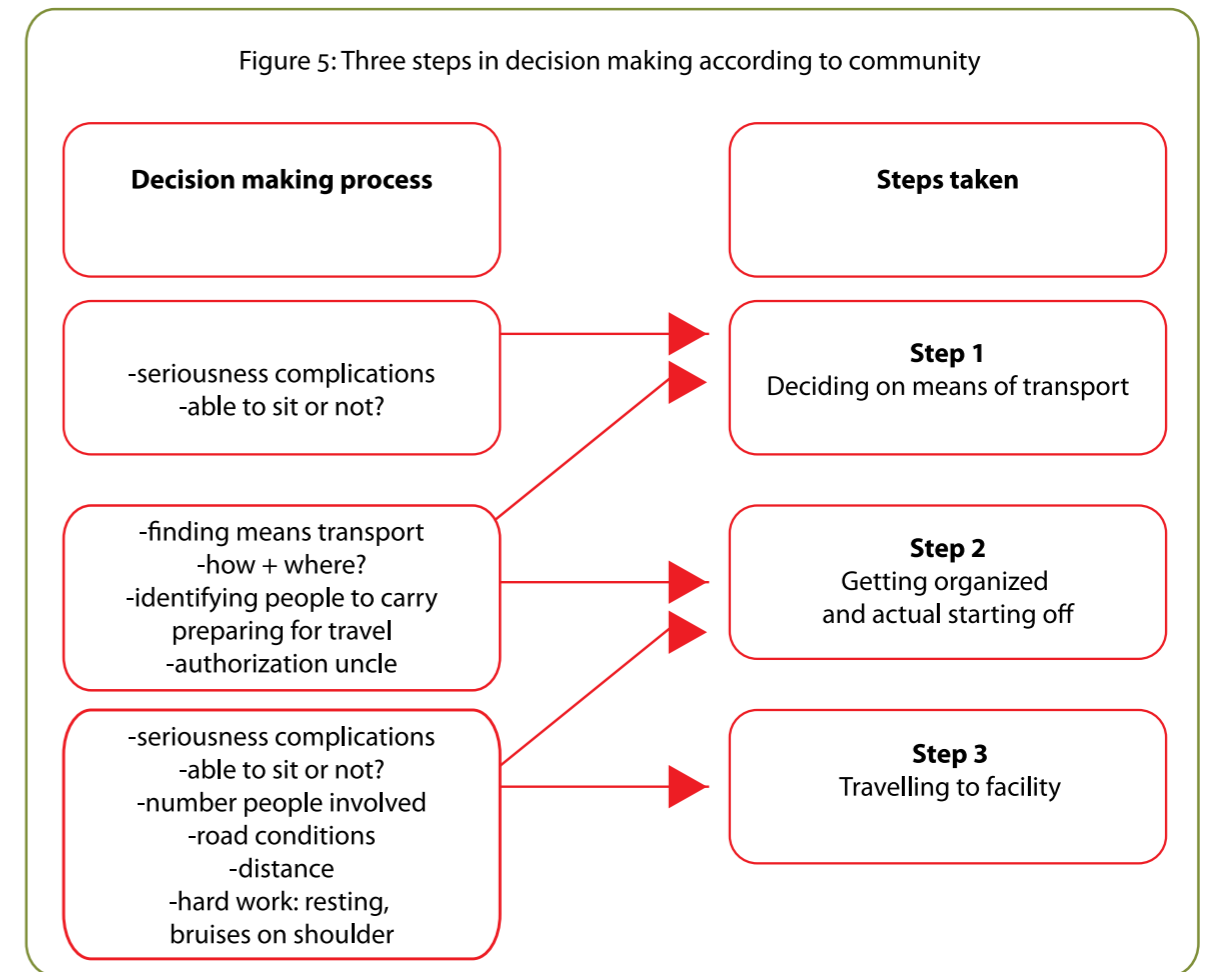 Figure 5: Three steps in decision making according to community
Decision making process
Steps taken
-seriousness complications
-able to sit or not?
Step 1
Deciding on means of transport
-finding means transport
-how + where?
-identifying people to carry
preparing for travel
-authorization uncle
Step 2
Getting organized
and actual starting off
-seriousness complications
-able to sit or not?
-number people involved
-road conditions
-distance
-hard work: resting,
bruises on shoulder
Step 3
Travelling to facility